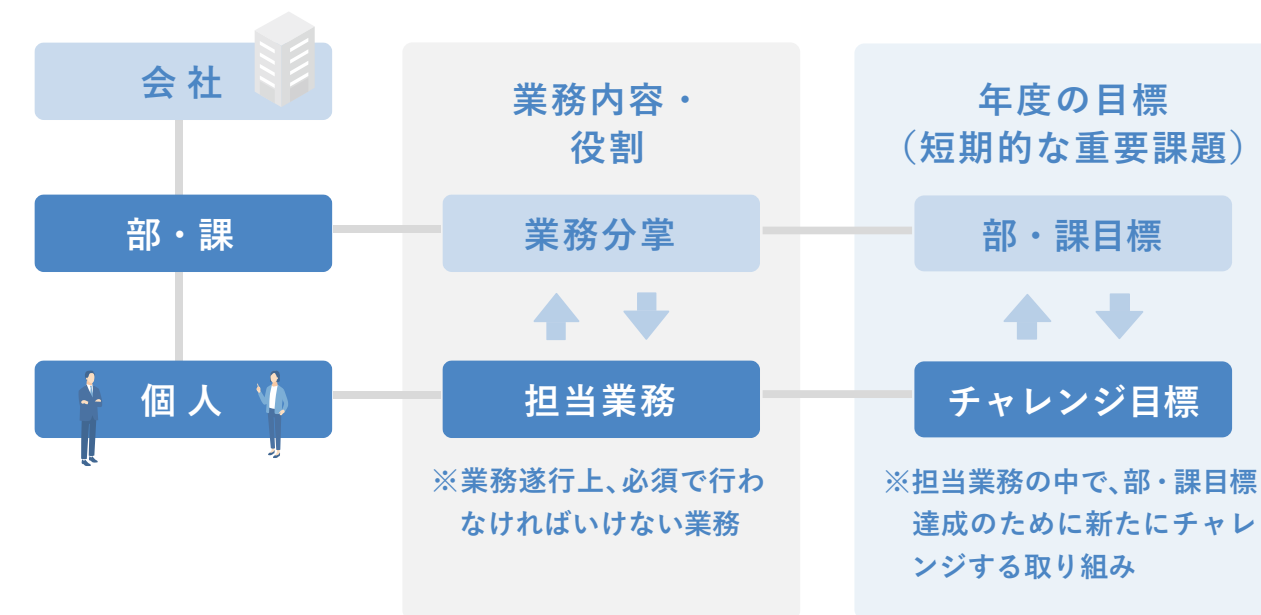 会社
業務内容・
役割
年度の目標
（短期的な重要課題）
部・課
業務分掌
部・課目標
個人
担当業務
チャレンジ目標
※業務遂行上、必須で行わ
なければいけない業務
※担当業務の中で、部・課目標
達成のために新たにチャレ
ンジする取り組み